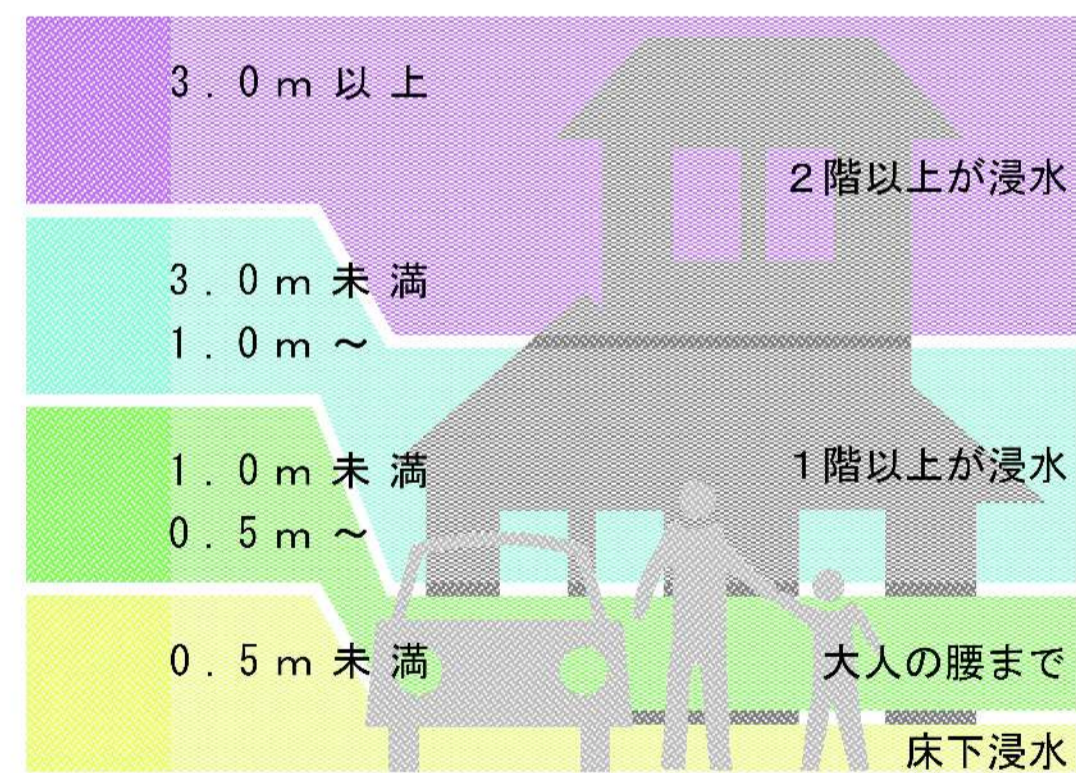 3.0m以上
2階以上が浸水
3.0m未満
1.0m～
1階以上が浸水
1.0m未満
0.5m～
大人の腰まで
0.5m未満
床下浸水